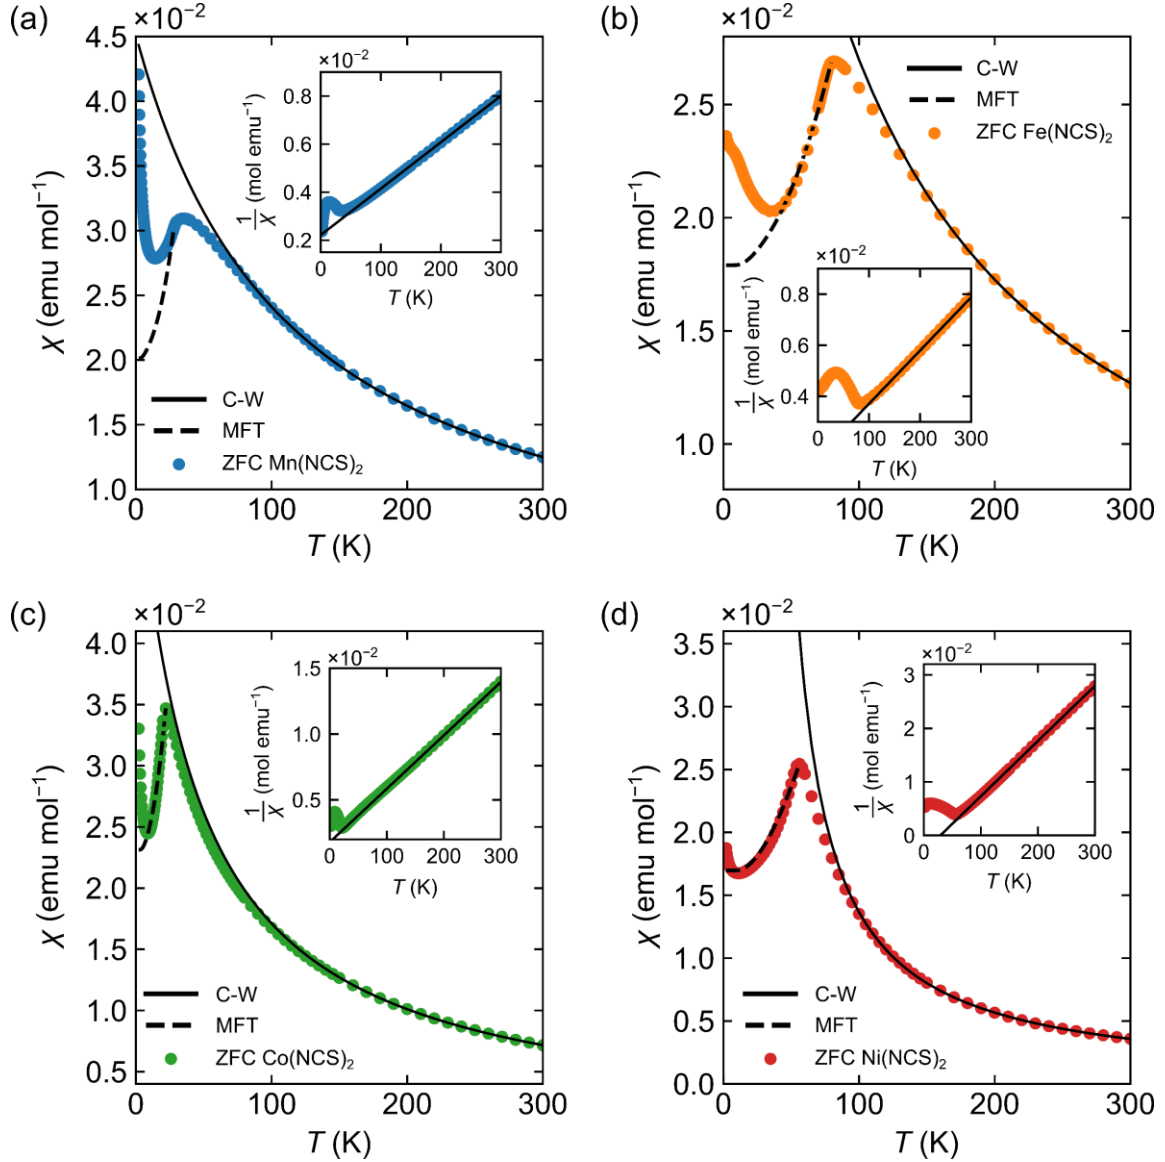 (a)
×10⁻²
4.5
4.0
3.5
3.0
2.5
2.0
1.5
1.0
χ (emu mol⁻¹)
0
100
200
300
T (K)
C-W
MFT
ZFC Mn(NCS)₂
×10⁻²
0.8
0.6
0.4
0.2
1/χ (mol emu⁻¹)
0
100
200
300
T (K)
(b)
×10⁻²
2.5
2.0
1.5
1.0
χ (emu mol⁻¹)
0
100
200
300
T (K)
C-W
MFT
ZFC Fe(NCS)₂
×10⁻²
0.8
0.6
0.4
1/χ (mol emu⁻¹)
0
100
200
300
T (K)
(c)
×10⁻²
4.0
3.5
3.0
2.5
2.0
1.5
1.0
0.5
χ (emu mol⁻¹)
0
100
200
300
T (K)
C-W
MFT
ZFC Co(NCS)₂
×10⁻²
1.5
1.0
0.5
1/χ (mol emu⁻¹)
0
100
200
300
T (K)
(d)
×10⁻²
3.5
3.0
2.5
2.0
1.5
1.0
0.5
0.0
χ (emu mol⁻¹)
0
100
200
300
T (K)
C-W
MFT
ZFC Ni(NCS)₂
×10⁻²
3
2
1
0
1/χ (mol emu⁻¹)
0
100
200
300
T (K)